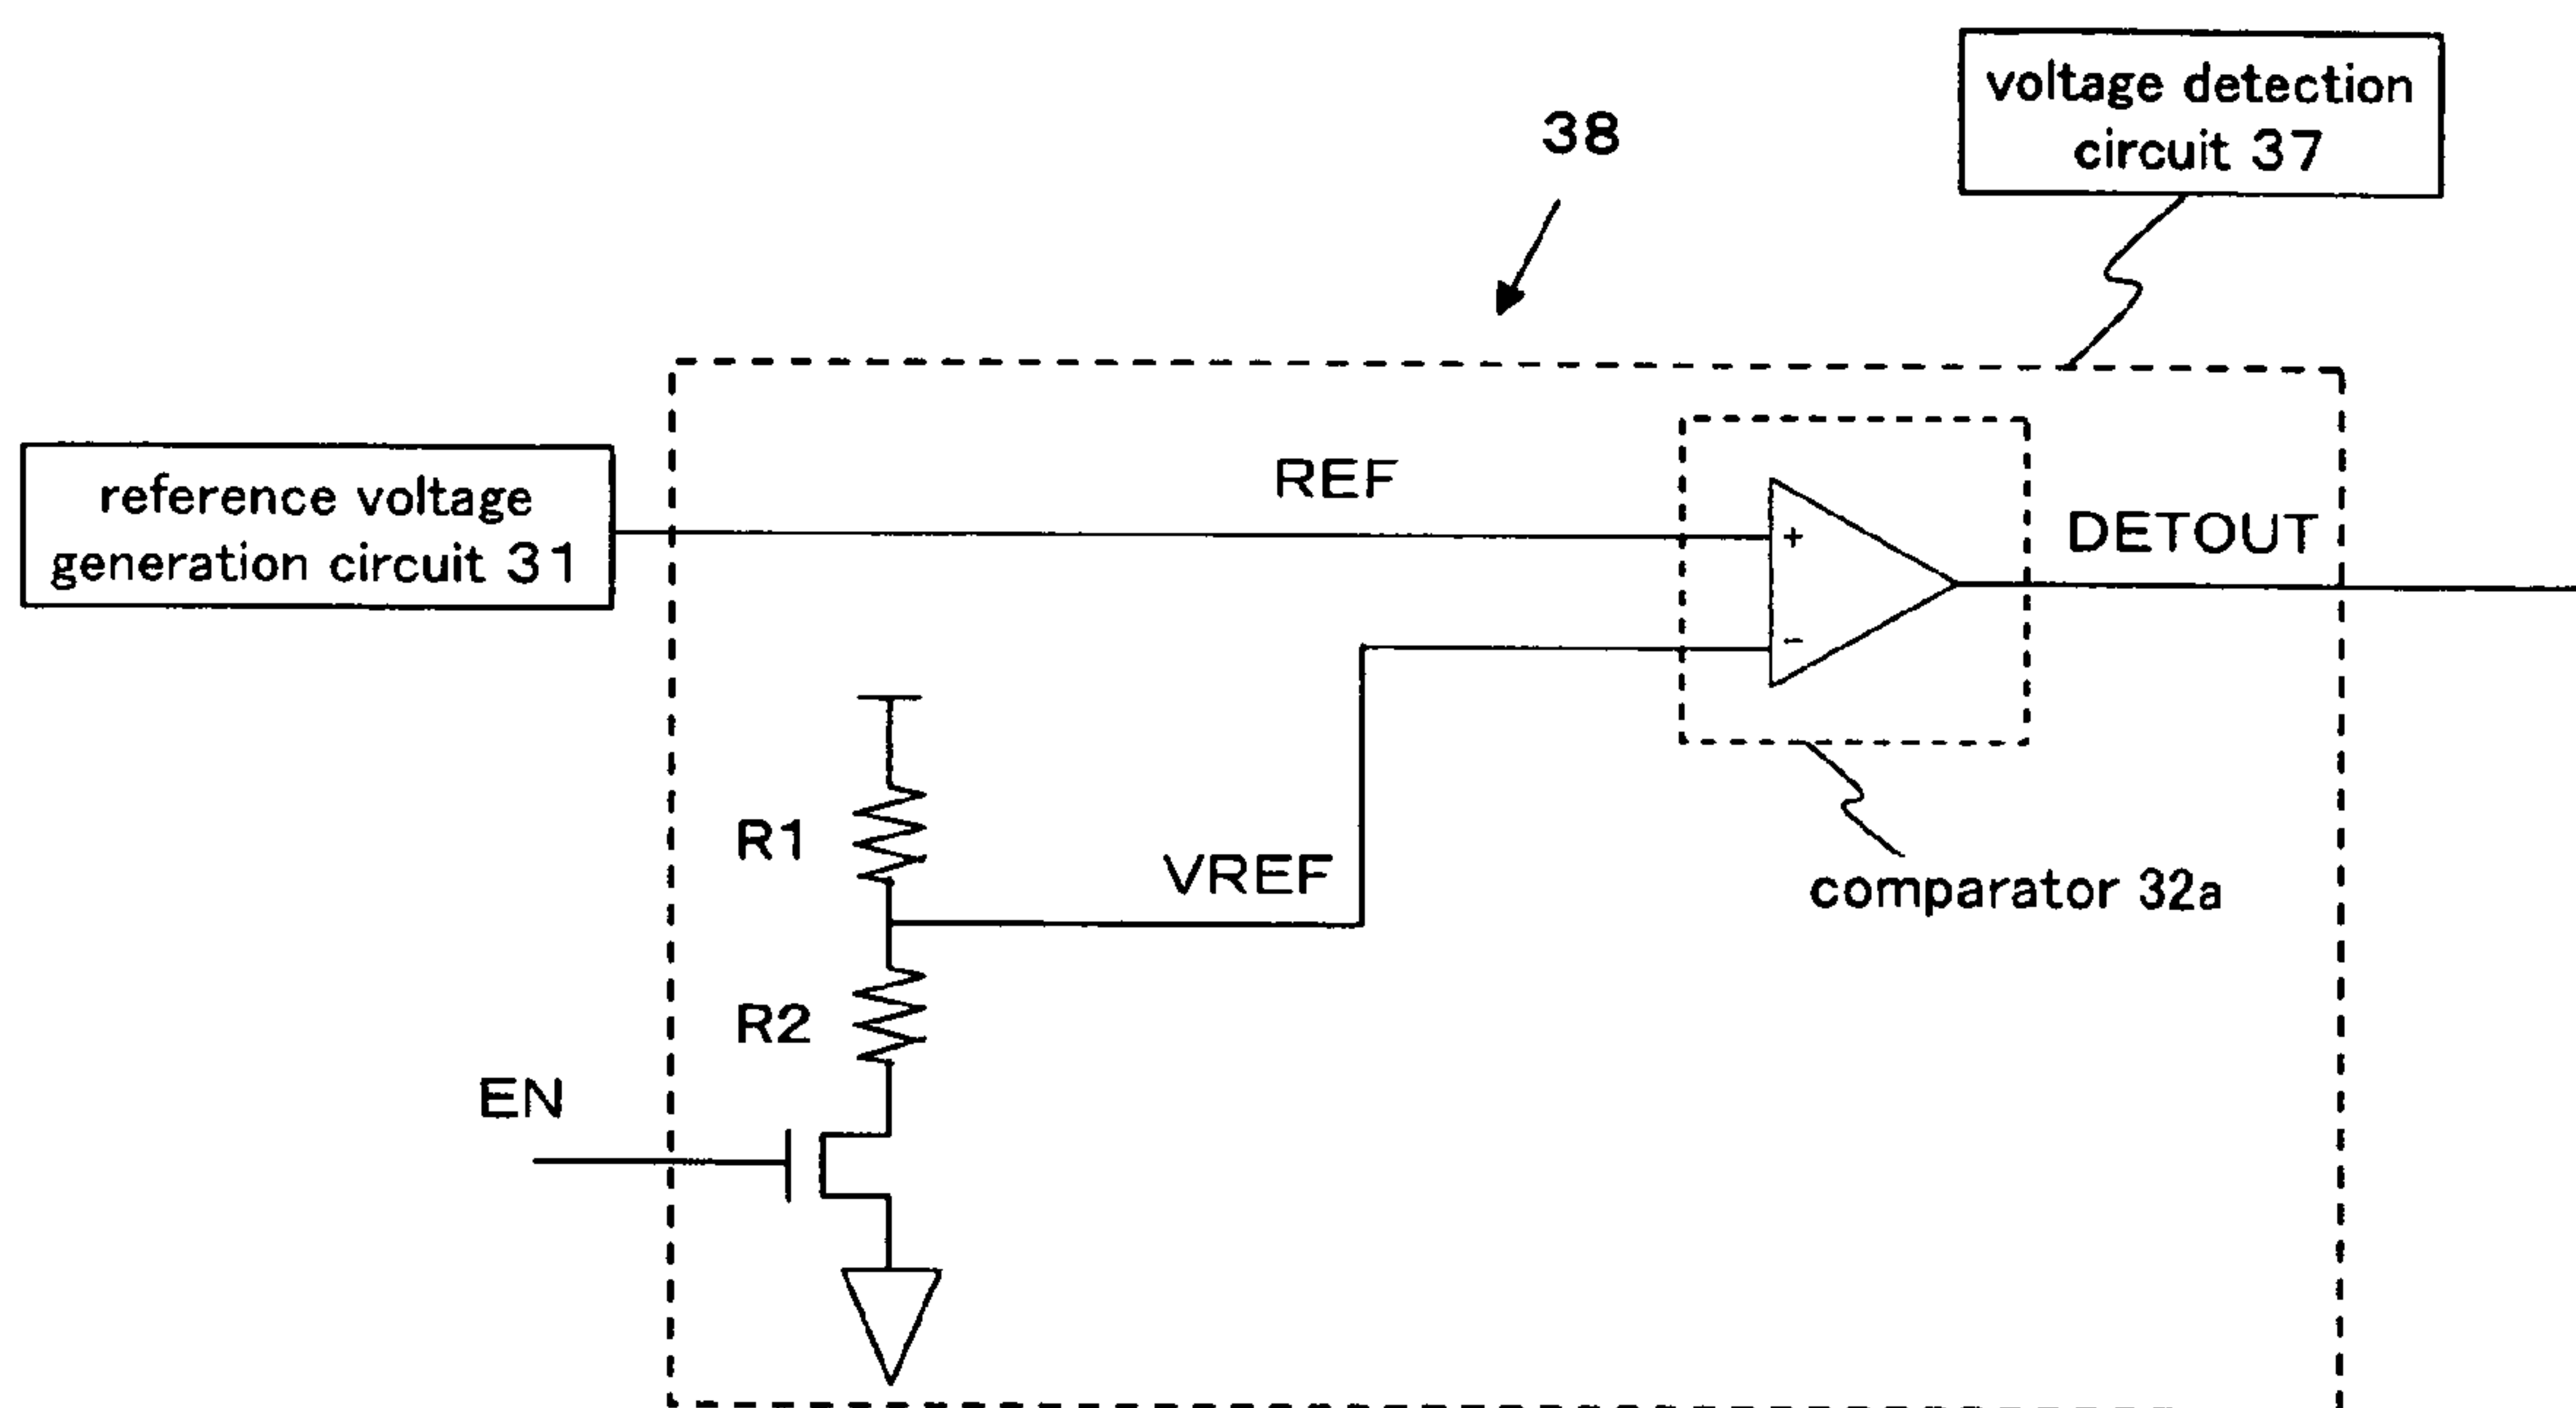 voltage detection
circuit 37
38
REF
reference voltage
generation circuit 31
+
DETOUT
-
R1
VREF
comparator 32a
R2
EN